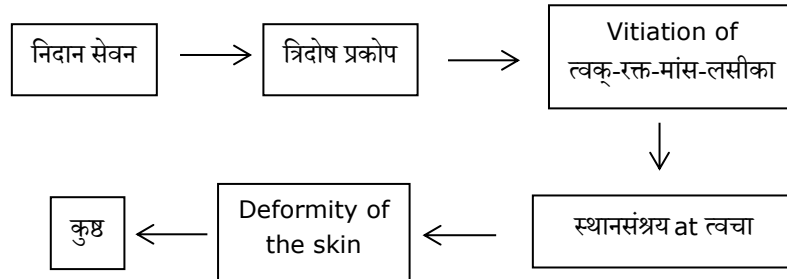 निदान सेवन
त्रिदोष प्रकोप
Vitiation of
त्वक्-रक्त-मांस-लसीका
स्थानसंश्रय at त्वचा
Deformity of
the skin
कुष्ठ